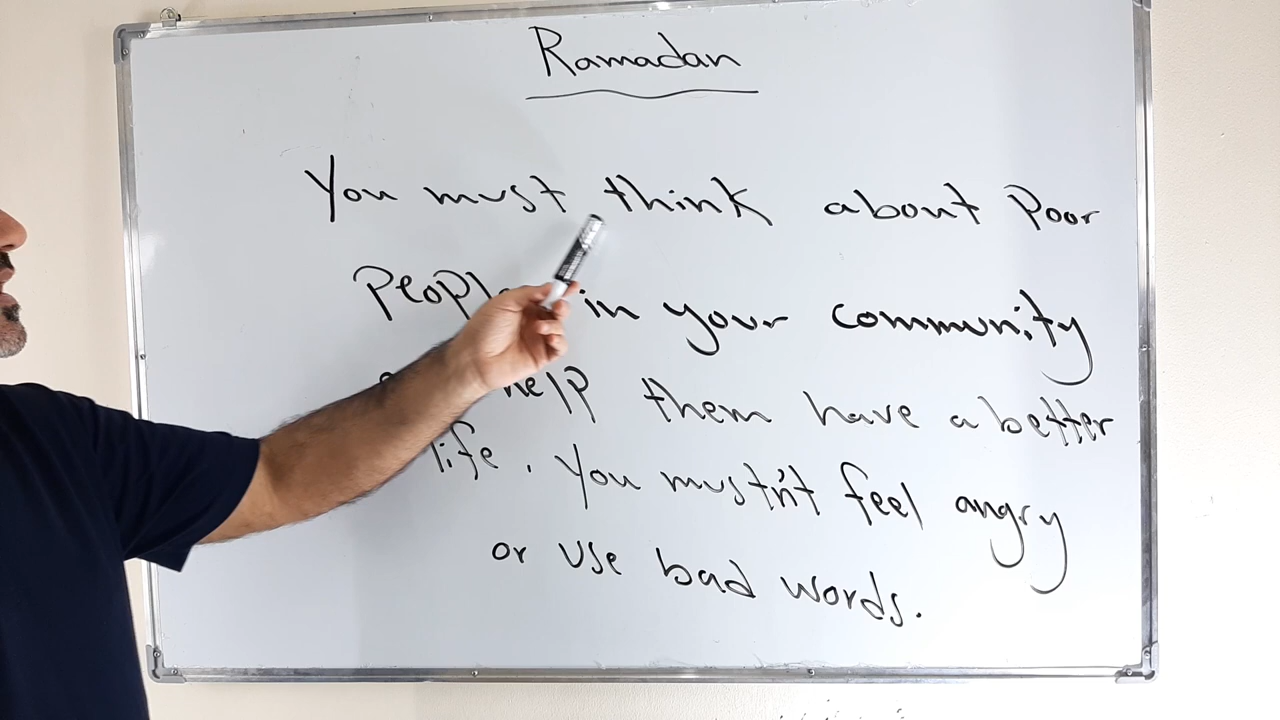 Ramadan
You must think about Poor
People in your community
help them have a better
life. You mustn't feel angry
or use bad words.